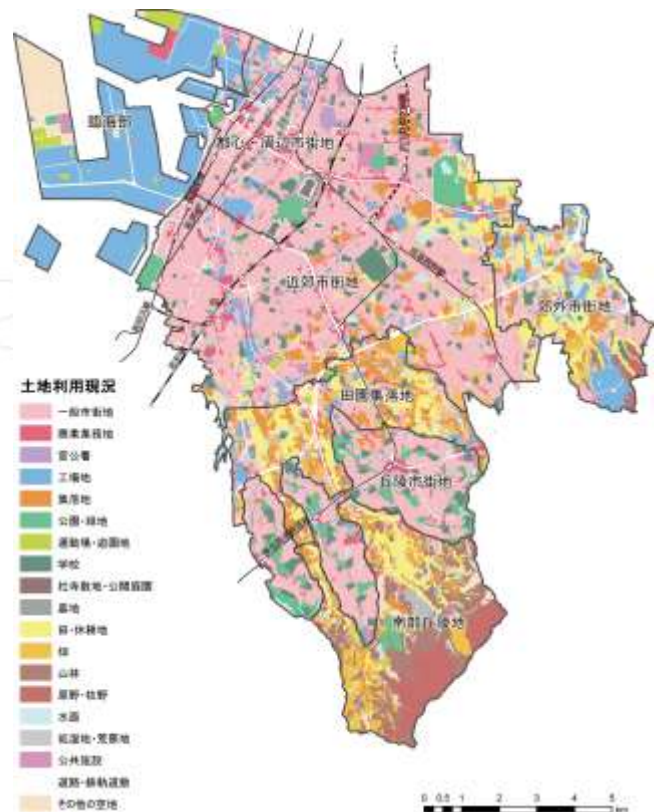 臨海部
都心・周辺市街地
近郊市街地
郊外市街地
田園集落地
丘陵市街地
南部丘陵地
土地利用現況
一般市街地
商業業務地
官公署
工場地
集落地
公園・緑地
運動場・遊園地
学校
社寺敷地・公開庭園
墓地
田・休耕地
畑
山林
原野・牧野
水面
低湿地・荒蕪地
公共施設
道路・鉄軌道敷
その他の空地
0 0.5 1 2 3 4 5
km